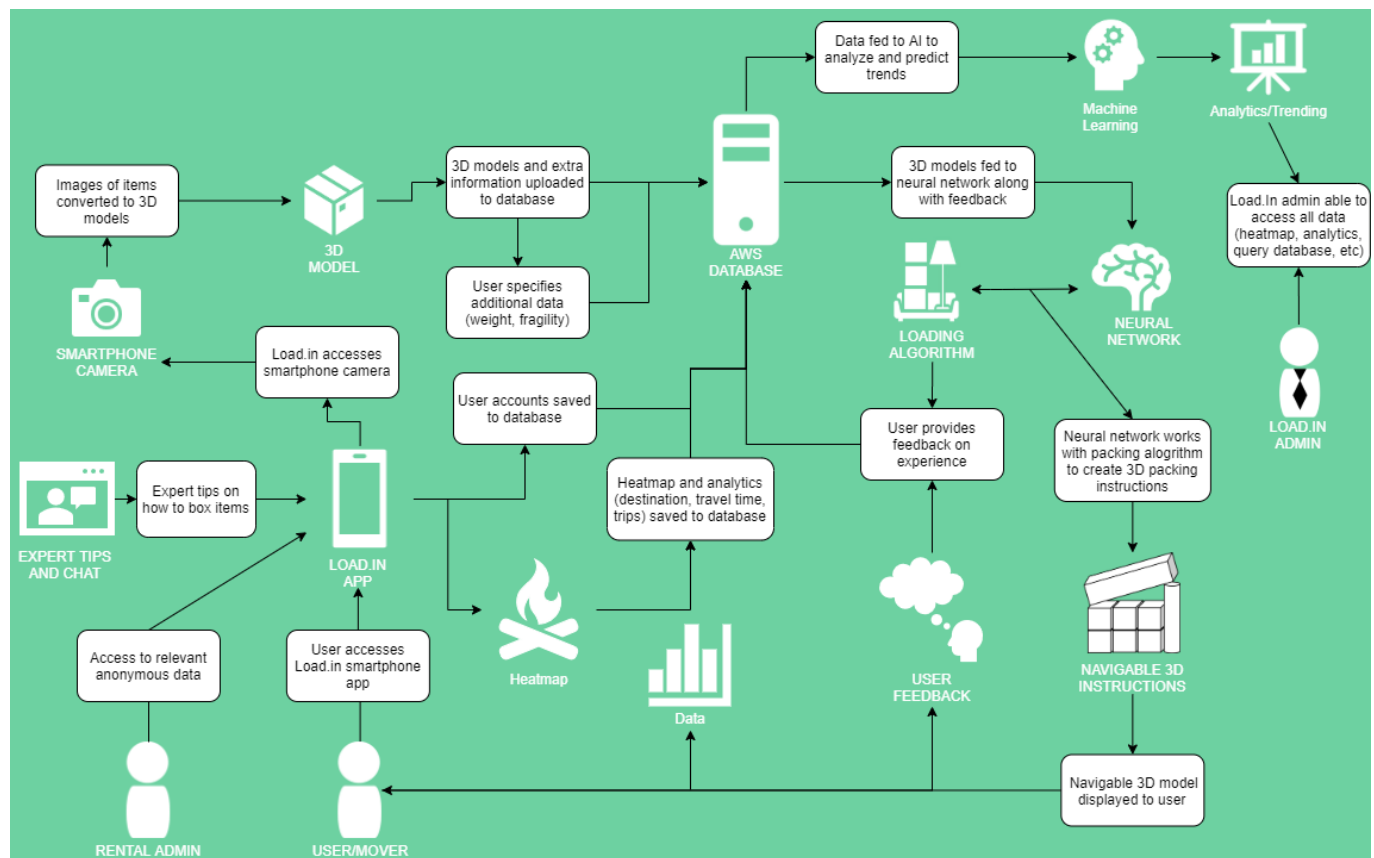 Data fed to AI to
analyze and predict
trends
Machine
Learning
Analytics/Trending
Images of items
converted to 3D
models
3D
MODEL
3D models and extra
information uploaded
to database
AWS
DATABASE
3D models fed to
neural network along
with feedback
Load.In admin able to
access all data
(heatmap, analytics,
query database, etc)
User specifies
additional data
(weight, fragility)
SMARTPHONE
CAMERA
Load.in accesses
smartphone camera
LOADING
ALGORITHM
NEURAL
NETWORK
User accounts saved
to database
User provides
feedback on
experience
Neural network works
with packing alogrithm
to create 3D packing
instructions
LOAD.IN
ADMIN
EXPERT TIPS
AND CHAT
Expert tips on
how to box items
LOAD.IN
APP
Heatmap and analytics
(destination, travel time,
trips) saved to database
Access to relevant
anonymous data
User accesses
Load.in smartphone
app
Heatmap
Data
USER
FEEDBACK
NAVIGABLE 3D
INSTRUCTIONS
Navigable 3D model
displayed to user
RENTAL ADMIN
USER/MOVER